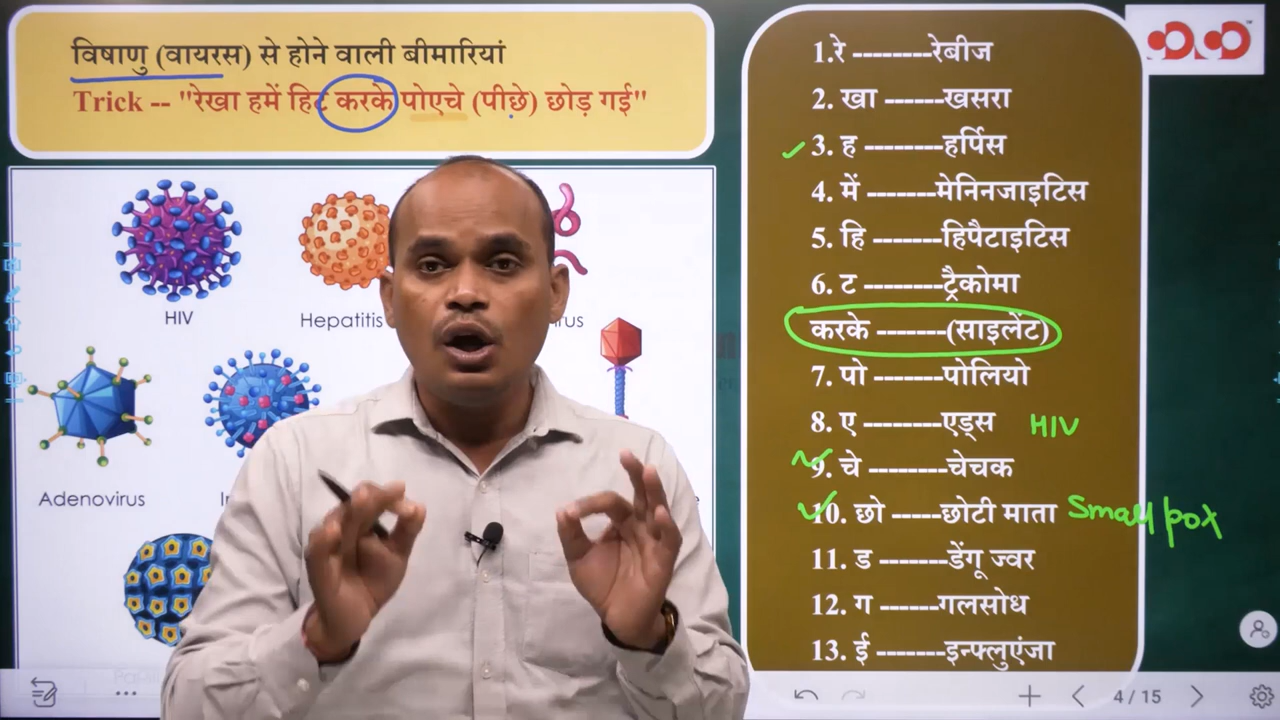 विषाणु (वायरस) से होने वाली बीमारियां
Trick -- "रेखा हमें हिट करके पोएचे (पीछे) छोड़ गई"
HIV
Hepatitis
Adenovirus
1.रे --------रेबीज
2. खा ------खसरा
3. ह --------हर्पिस
4. में -------मेनिनजाइटिस
5. हि -------हिपैटाइटिस
6. ट --------ट्रैकोमा
करके -------(साइलेंट)
7. पो -------पोलियो
8. ए --------एड्स HIV
9. चे -------चेचक
10. छो -----छोटी माता Small pox
11. ड -------डेंगू ज्वर
12. ग ------गलसोध
13. ई -------इन्फ्लुएंजा
4 / 15